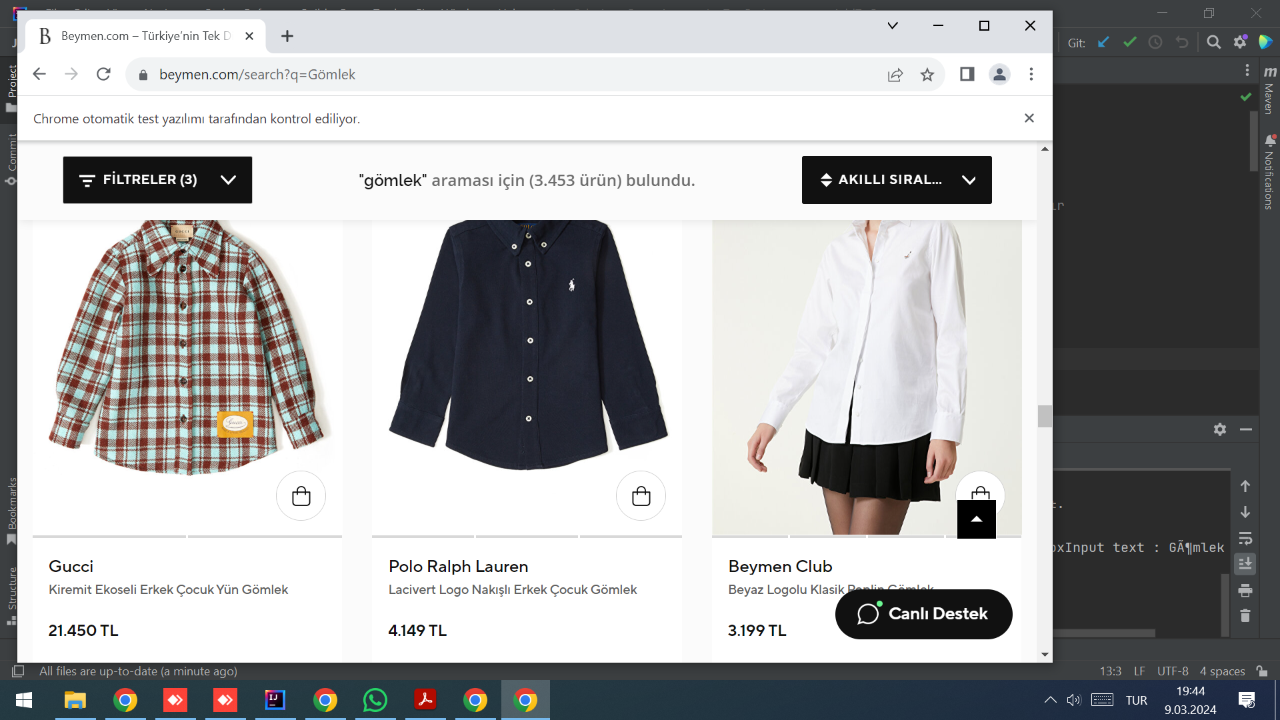 Beymen.com – Türkiye'nin Tek D
beymen.com/search?q=Gömlek
Git:
Chrome otomatik test yazılımı tarafından kontrol ediliyor.
Project
Commit
Bookmarks
Structure
Maven
Notifications
FİLTRELER (3)
"gömlek" araması için (3.453 ürün) bulundu.
AKILLI SIRAL...
GUCCI
Gucci
Kiremit Ekoseli Erkek Çocuk Yün Gömlek
21.450 TL
Polo Ralph Lauren
Lacivert Logo Nakışlı Erkek Çocuk Gömlek
4.149 TL
Beymen Club
Beyaz Logolu Klasik Poplin Gömlek
3.199 TL
Canlı Destek
oxInput text : GÃ¶mlek
All files are up-to-date (a minute ago)
13:3 LF UTF-8 4 spaces
TUR
19:44
9.03.2024